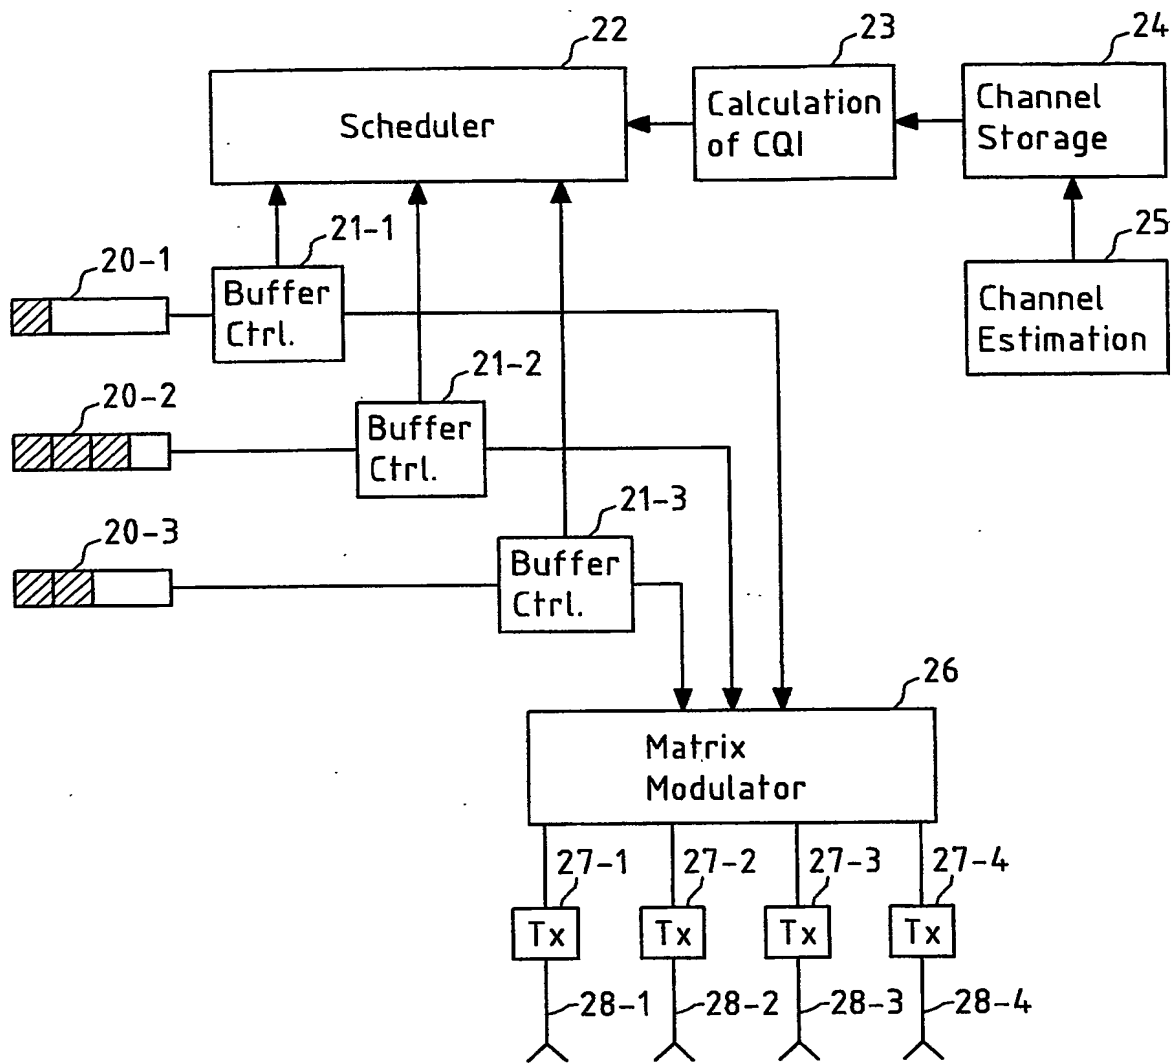 22
23
24
Scheduler
Calculation
of CQI
Channel
Storage
21-1
25
20-1
Buffer
Ctrl.
Channel
Estimation
21-2
20-2
Buffer
Ctrl.
21-3
20-3
Buffer
Ctrl.
26
Matrix
Modulator
27-1
27-2
27-3
27-4
Tx
Tx
Tx
Tx
28-1
28-2
28-3
28-4